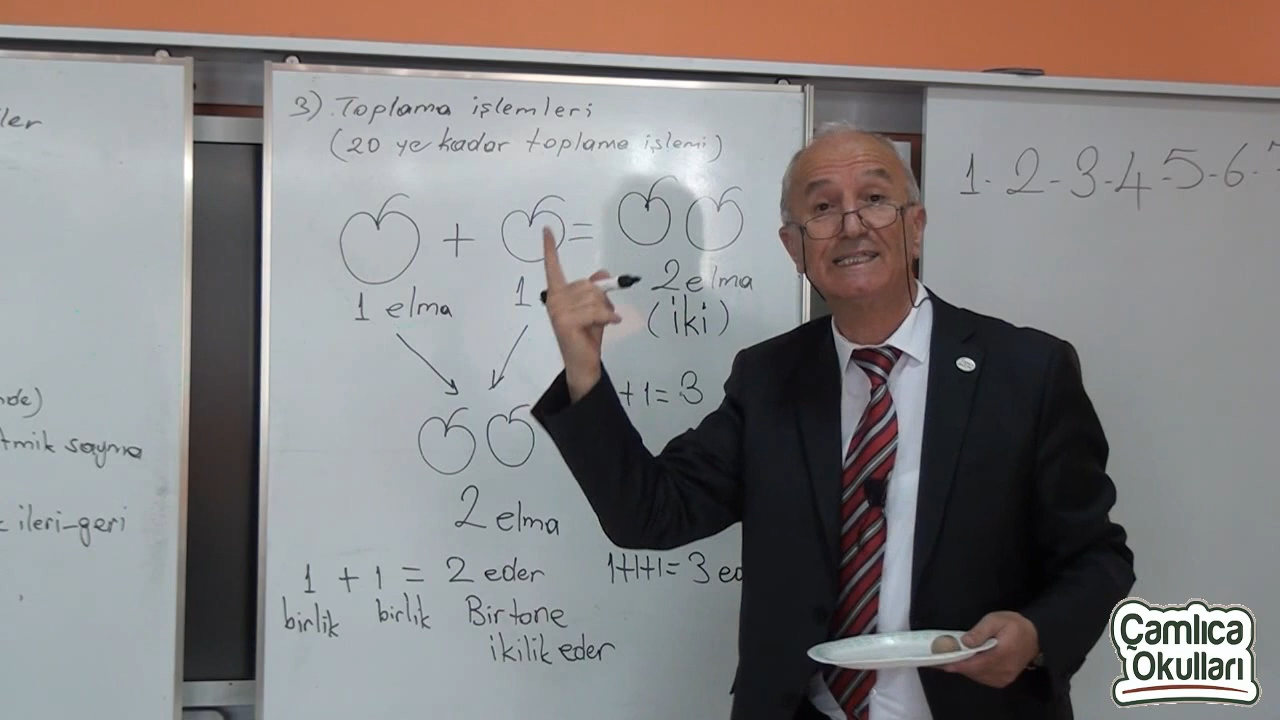 3) Toplama işlemleri
(20 ye kadar toplama işlemi)
+ =
1 elma
1
2 elma
(iki)
+1=3
2 elma
1 + 1 = 2 eder
birlik birlik Bir tane
ikilik eder
1+1+1=3
ler
sayma
ileri-geri
1-2-3-4-5-6-
Çamlıca
Okulları